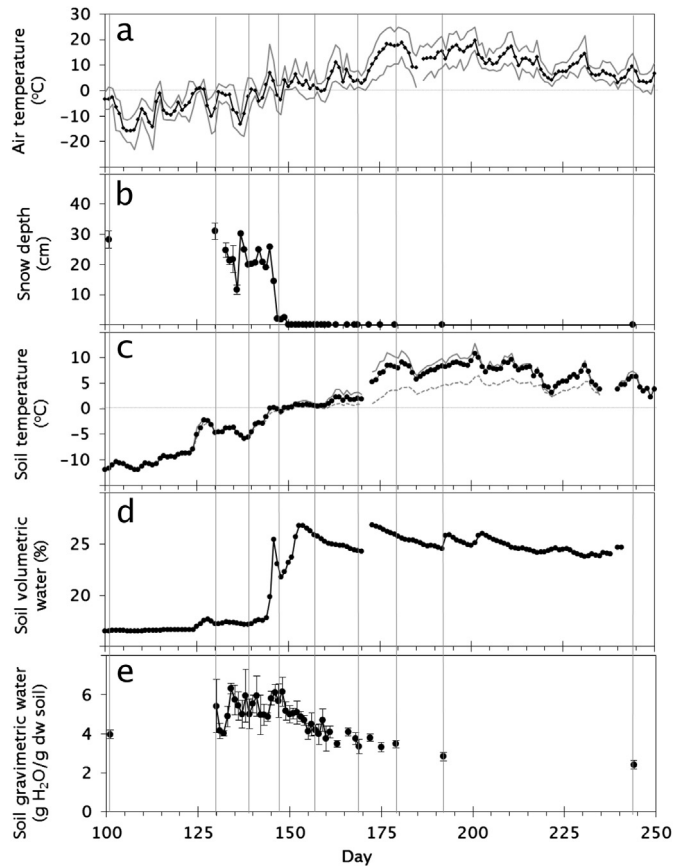 a
30
20
10
0
-10
-20
Air temperature
(°C)
b
40
30
20
10
Snow depth
(cm)
c
10
5
0
-5
-10
Soil temperature
(°C)
d
25
20
Soil volumetric
water (%)
e
6
4
2
0
Soil gravimetric water
(g H₂O/g dw soil)
100 125 150 175 200 225 250
Day